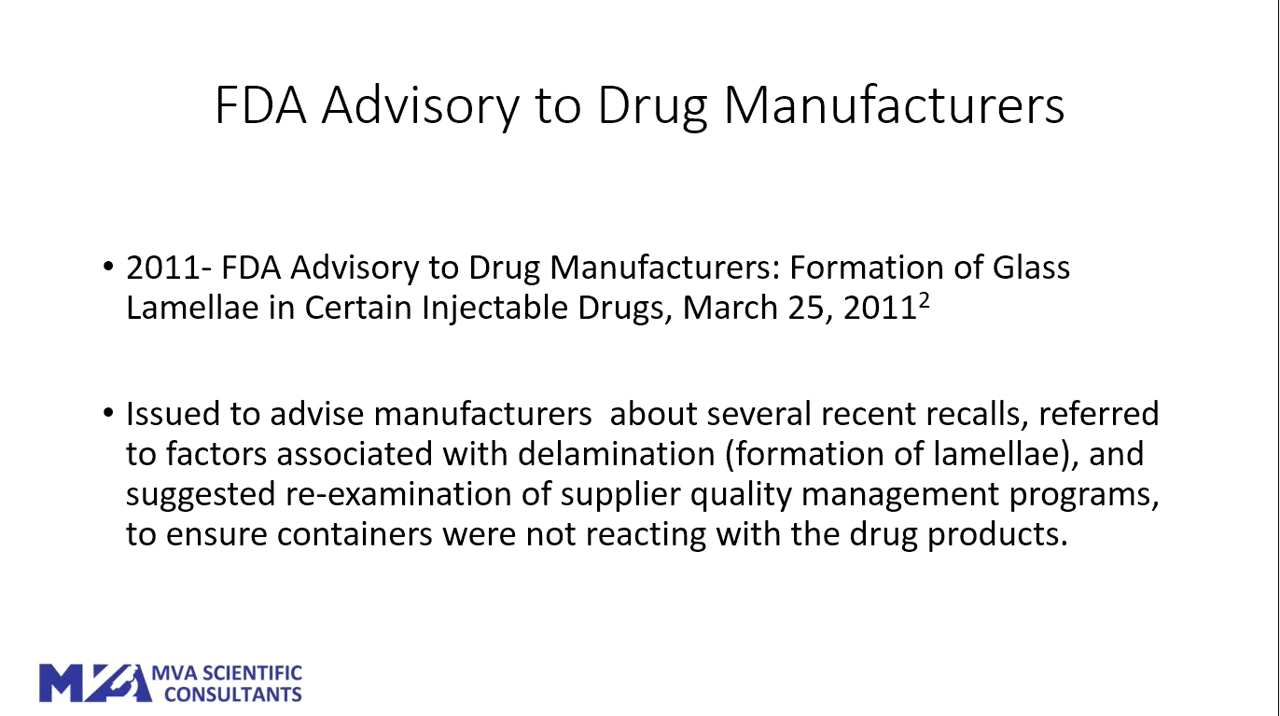 FDA Advisory to Drug Manufacturers
• 2011- FDA Advisory to Drug Manufacturers: Formation of Glass
Lamellae in Certain Injectable Drugs, March 25, 2011²
• Issued to advise manufacturers  about several recent recalls, referred
to factors associated with delamination (formation of lamellae), and
suggested re-examination of supplier quality management programs,
to ensure containers were not reacting with the drug products.
MVA MVA SCIENTIFIC
CONSULTANTS